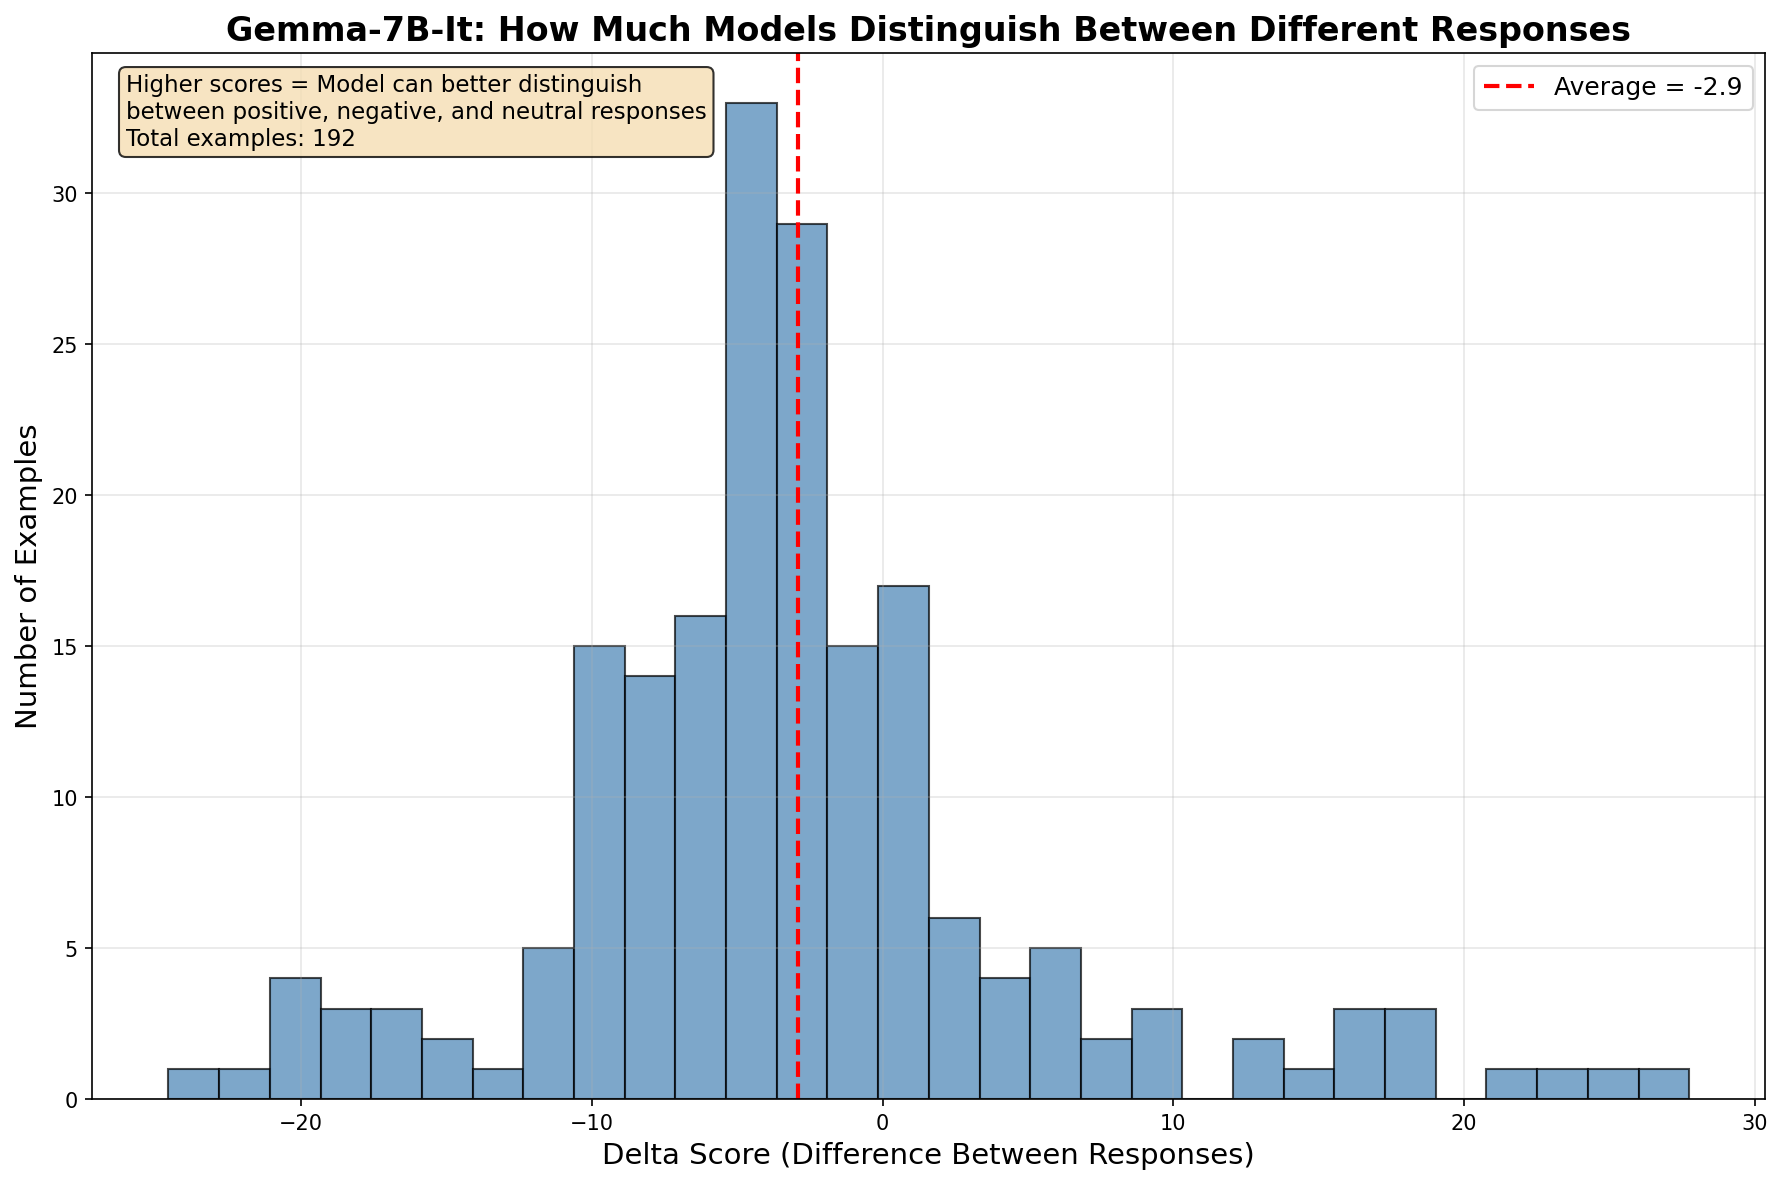 Gemma-7B-It: How Much Models Distinguish Between Different Responses
Higher scores = Model can better distinguish
between positive, negative, and neutral responses
Total examples: 192
Average = -2.9
Number of Examples
30
25
20
15
10
5
0
−20
−10
0
10
20
30
Delta Score (Difference Between Responses)